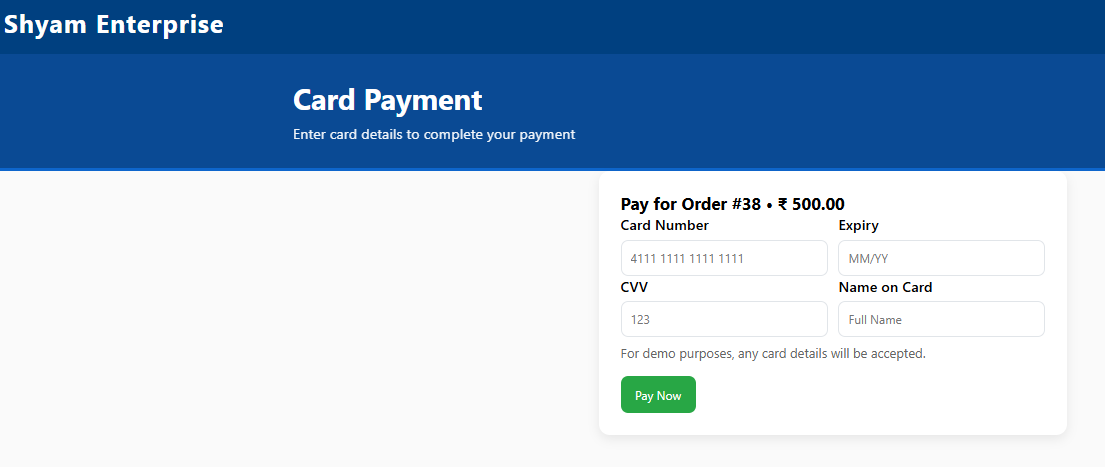 Shyam Enterprise
Card Payment
Enter card details to complete your payment
Pay for Order #38 • ₹ 500.00
Card Number Expiry
4111 1111 1111 1111 MM/YY
CVV Name on Card
123 Full Name
For demo purposes, any card details will be accepted.
Pay Now